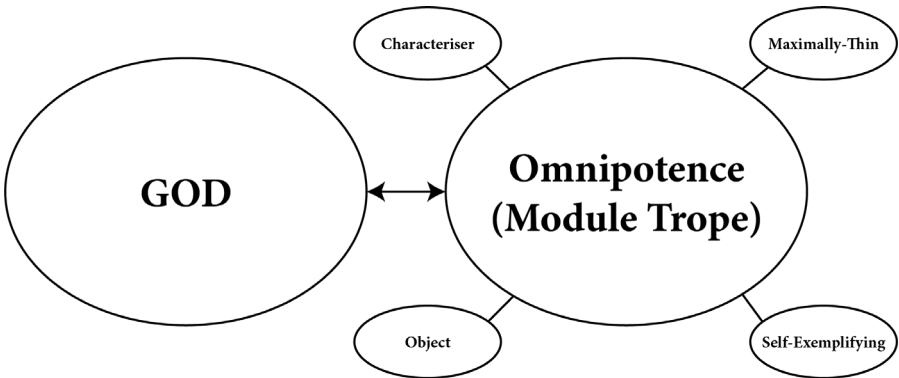 Characteriser
Maximally-Thin
GOD
Omnipotence
(Module Trope)
Object
Self-Exemplifying